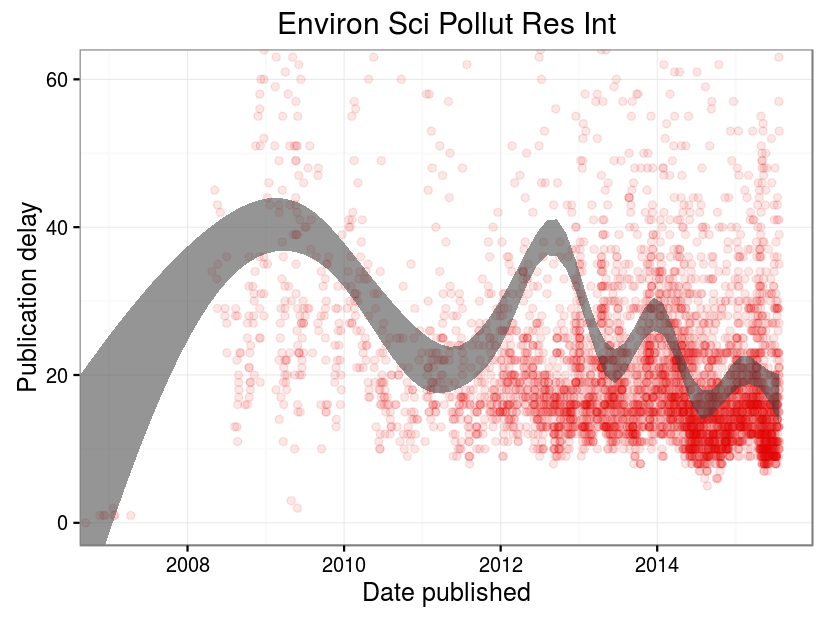 Environ Sci Pollut Res Int
Publication delay
60
40
20
0
2008 2010 2012 2014
Date published